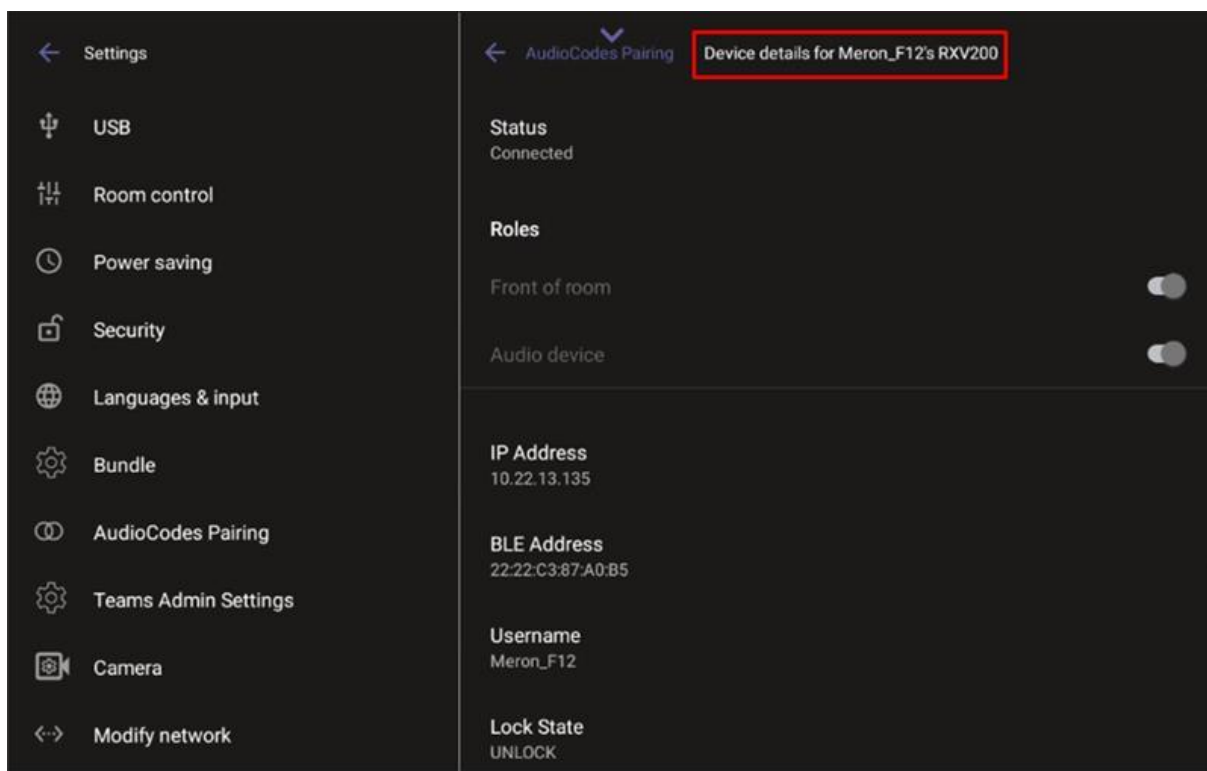 Settings
USB
Room control
Power saving
Security
Languages & input
Bundle
AudioCodes Pairing
Teams Admin Settings
Camera
Modify network
AudioCodes Pairing Device details for Meron_F12's RXV200
Status
Connected
Roles
Front of room
Audio device
IP Address
10.22.13.135
BLE Address
22:22:C3:87:A0:B5
Username
Meron_F12
Lock State
UNLOCK